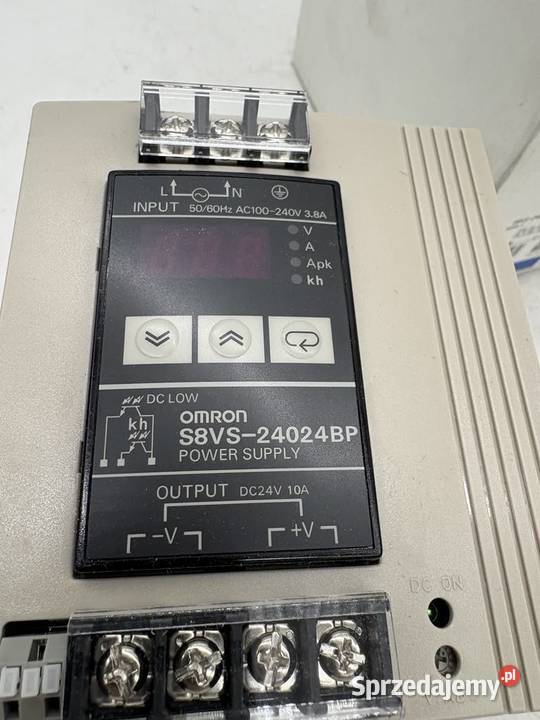 L N
INPUT 50/60Hz AC100-240V 3.8A
V
A
Apk
kh
DC LOW
kh
omron
S8VS-24024BP
POWER SUPPLY
OUTPUT DC24V 10A
-V +V
DC ON
Sprzedajemy.pl